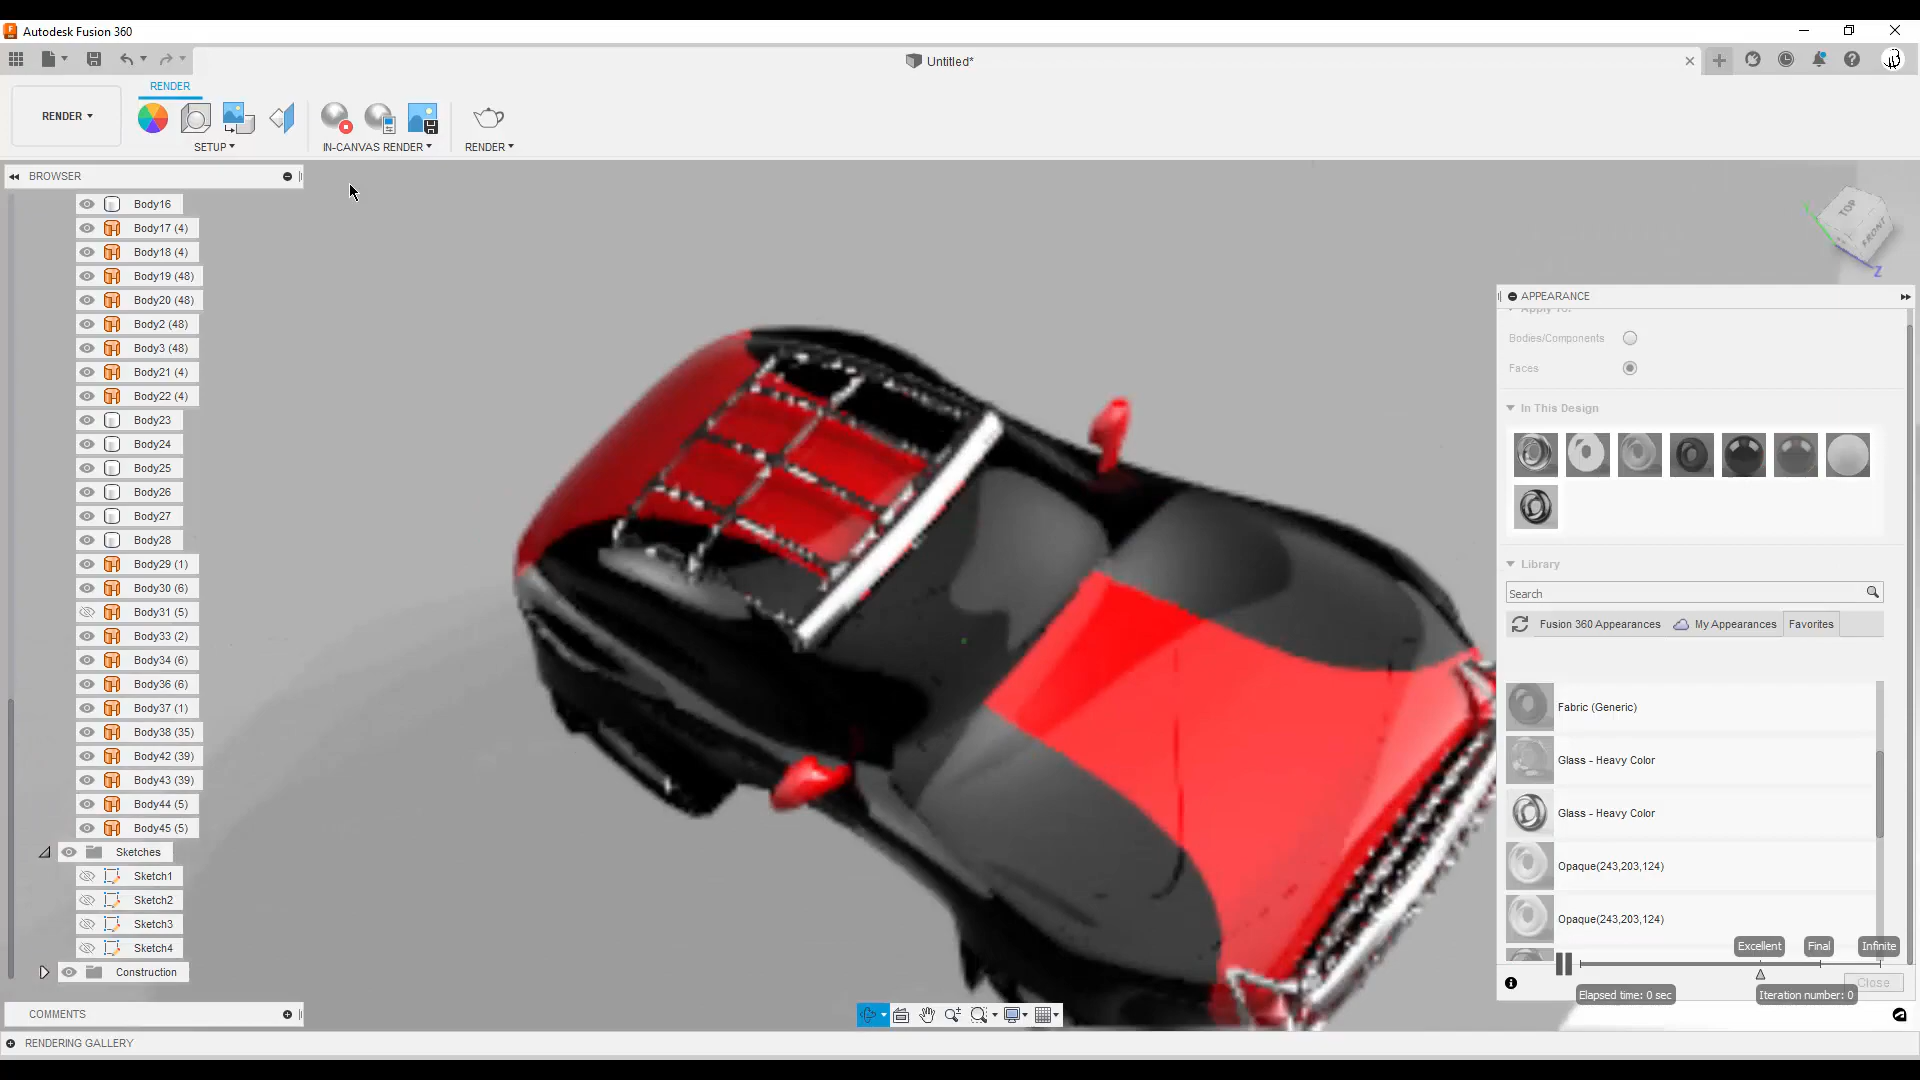 Autodesk Fusion 360
Untitled*
RENDER
RENDER
SETUP
IN-CANVAS RENDER
RENDER
BROWSER
Body16
Body17 (4)
Body18 (4)
Body19 (48)
Body20 (48)
Body2 (48)
Body3 (48)
Body21 (4)
Body22 (4)
Body23
Body24
Body25
Body26
Body27
Body28
Body29 (1)
Body30 (6)
Body31 (5)
Body33 (2)
Body34 (6)
Body36 (6)
Body37 (1)
Body38 (35)
Body42 (39)
Body43 (39)
Body44 (5)
Body45 (5)
Sketches
Sketch1
Sketch2
Sketch3
Sketch4
Construction
COMMENTS
RENDERING GALLERY
TOP
FRONT
Z
APPEARANCE
Apply To:
Bodies/Components
Faces
In This Design
Library
Search
Fusion 360 Appearances My Appearances Favorites
Fabric (Generic)
Glass - Heavy Color
Glass - Heavy Color
Opaque(243,203,124)
Opaque(243,203,124)
Excellent Final Infinite
Close
Elapsed time: 0 sec Iteration number: 0